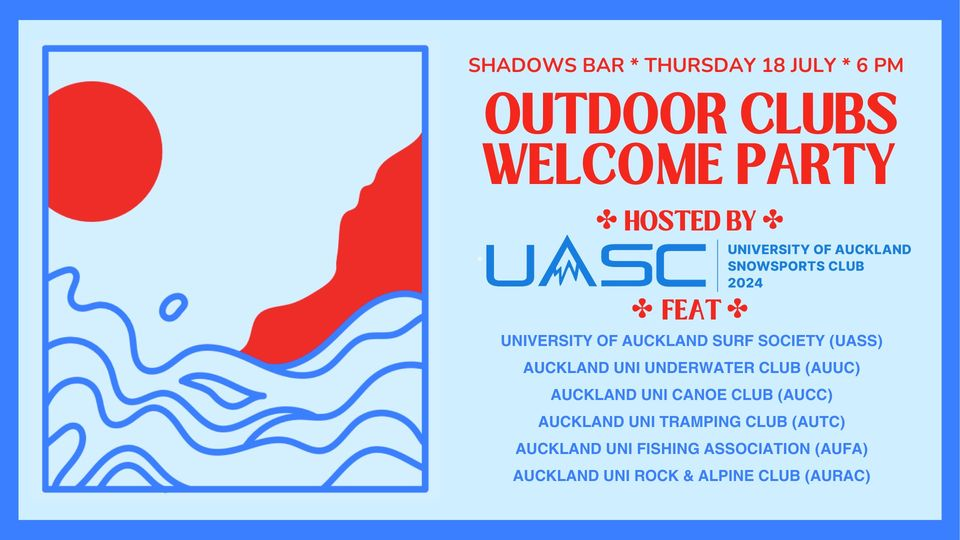 SHADOWS BAR * THURSDAY 18 JULY * 6 PM
OUTDOOR CLUBS
WELCOME PARTY
✤ HOSTED BY ✤
UASC
UNIVERSITY OF AUCKLAND
SNOWSPORTS CLUB
2024
✤ FEAT ✤
UNIVERSITY OF AUCKLAND SURF SOCIETY (UASS)
AUCKLAND UNI UNDERWATER CLUB (AUUC)
AUCKLAND UNI CANOE CLUB (AUCC)
AUCKLAND UNI TRAMPING CLUB (AUTC)
AUCKLAND UNI FISHING ASSOCIATION (AUFA)
AUCKLAND UNI ROCK & ALPINE CLUB (AURAC)